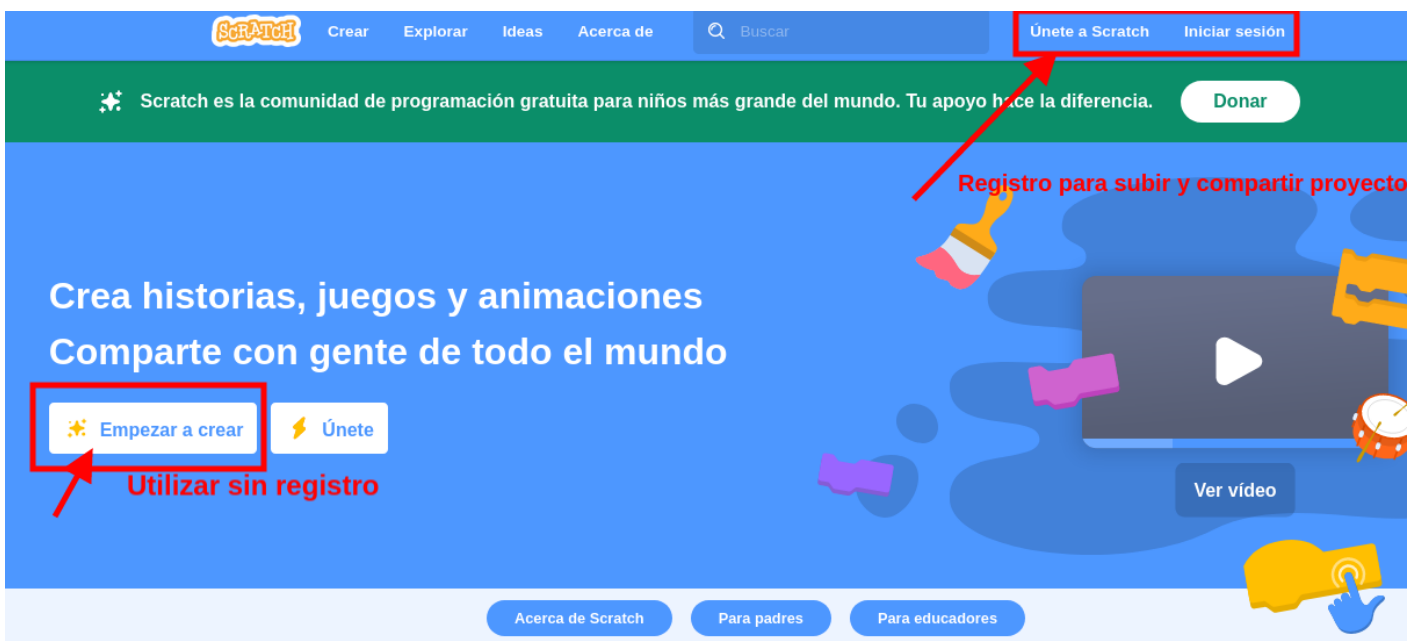 SCRATCH Crear Explorar Ideas Acerca de Buscar Únete a Scratch Iniciar sesión
Scratch es la comunidad de programación gratuita para niños más grande del mundo. Tu apoyo hace la diferencia. Donar
Registro para subir y compartir proyecto
Crea historias, juegos y animaciones
Comparte con gente de todo el mundo
Empezar a crear Únete
Utilizar sin registro
Ver vídeo
Acerca de Scratch Para padres Para educadores